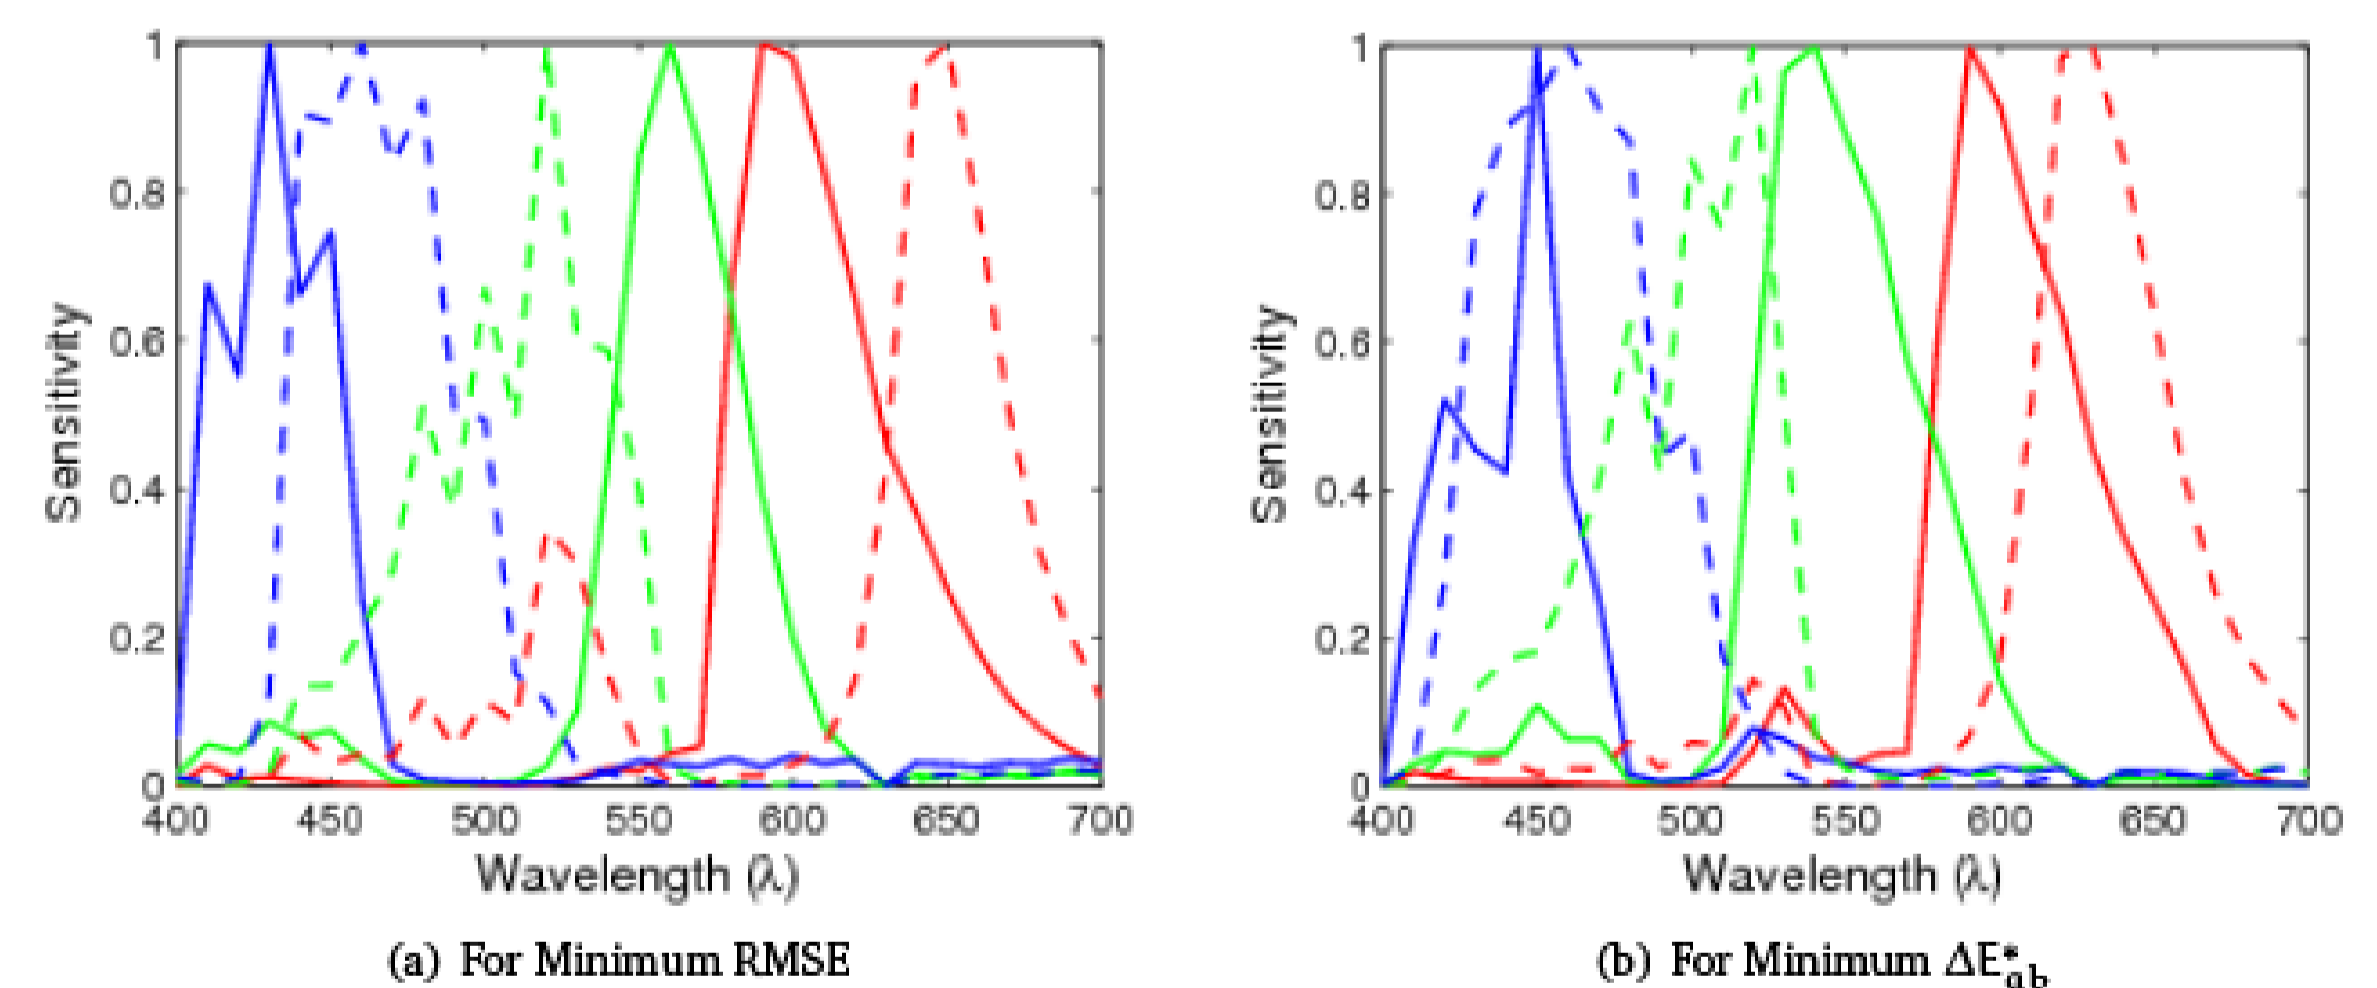 1
0.8
0.6
0.4
0.2
0
Sensitivity
400 450 500 550 600 650 700
Wavelength (λ)
(a) For Minimum RMSE
1
0.8
0.6
0.4
0.2
0
Sensitivity
400 450 500 550 600 650 700
Wavelength (λ)
(b) For Minimum ΔE*ab